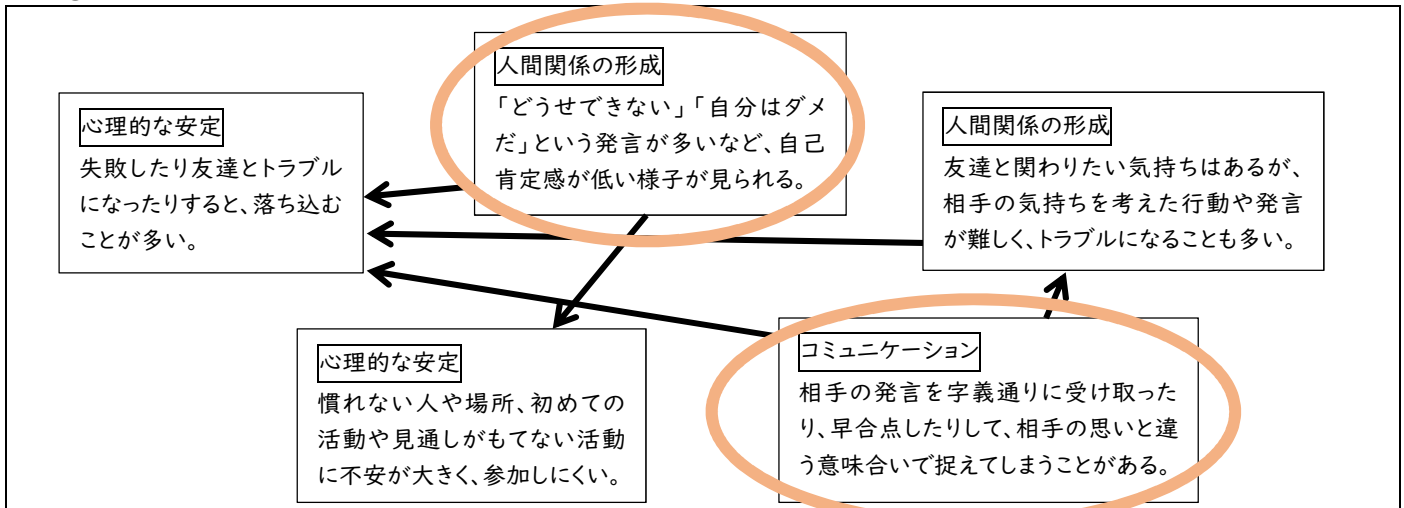 人間関係の形成
「どうせできない」「自分はダメ
だ」という発言が多いなど、自己
肯定感が低い様子が見られる。
心理的な安定
失敗したり友達とトラブル
になったりすると、落ち込む
ことが多い。
人間関係の形成
友達と関わりたい気持ちはあるが、
相手の気持ちを考えた行動や発言
が難しく、トラブルになることも多い。
心理的な安定
慣れない人や場所、初めての
活動や見通しがもてない活動
に不安が大きく、参加しにくい。
コミュニケーション
相手の発言を字義通りに受け取った
り、早合点したりして、相手の思いと違
う意味合いで捉えてしまうことがある。